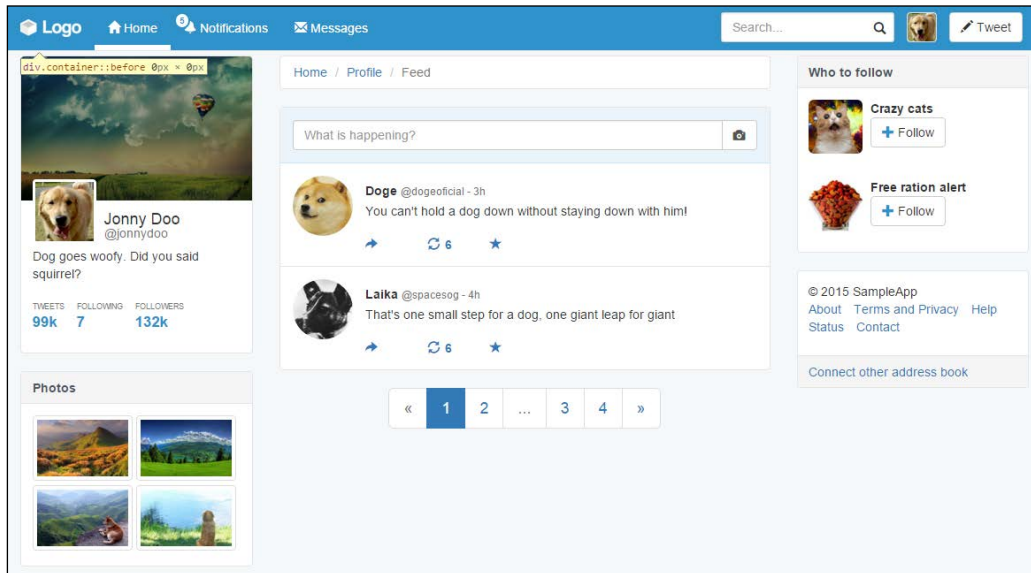 Logo
Home
5
Notifications
Messages
Search...
Tweet
div.container::before 0px × 0px
Jonny Doo
@jonnydoo
Dog goes woofy. Did you said
squirrel?
TWEETS FOLLOWING FOLLOWERS
99k 7 132k
Photos
Home / Profile / Feed
What is happening?
Doge @dogeoficial - 3h
You can't hold a dog down without staying down with him!
6
Laika @spacesog - 4h
That's one small step for a dog, one giant leap for giant
6
« 1 2 ... 3 4 »
Who to follow
Crazy cats
+ Follow
Free ration alert
+ Follow
© 2015 SampleApp
About Terms and Privacy Help
Status Contact
Connect other address book